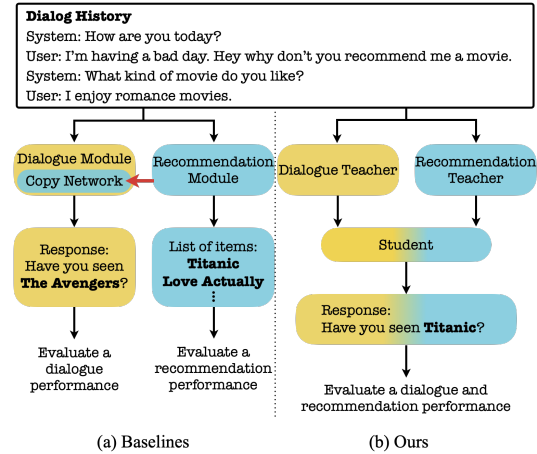 Dialog History
System: How are you today?
User: I'm having a bad day. Hey why don't you recommend me a movie.
System: What kind of movie do you like?
User: I enjoy romance movies.
Dialogue Module
Copy Network
Recommendation
Module
Response:
Have you seen
The Avengers?
List of items:
Titanic
Love Actually
⋮
Evaluate a
dialogue
performance
Evaluate a
recommendation
performance
(a) Baselines
Dialogue Teacher
Recommendation
Teacher
Student
Response:
Have you seen Titanic?
Evaluate a dialogue and
recommendation performance
(b) Ours